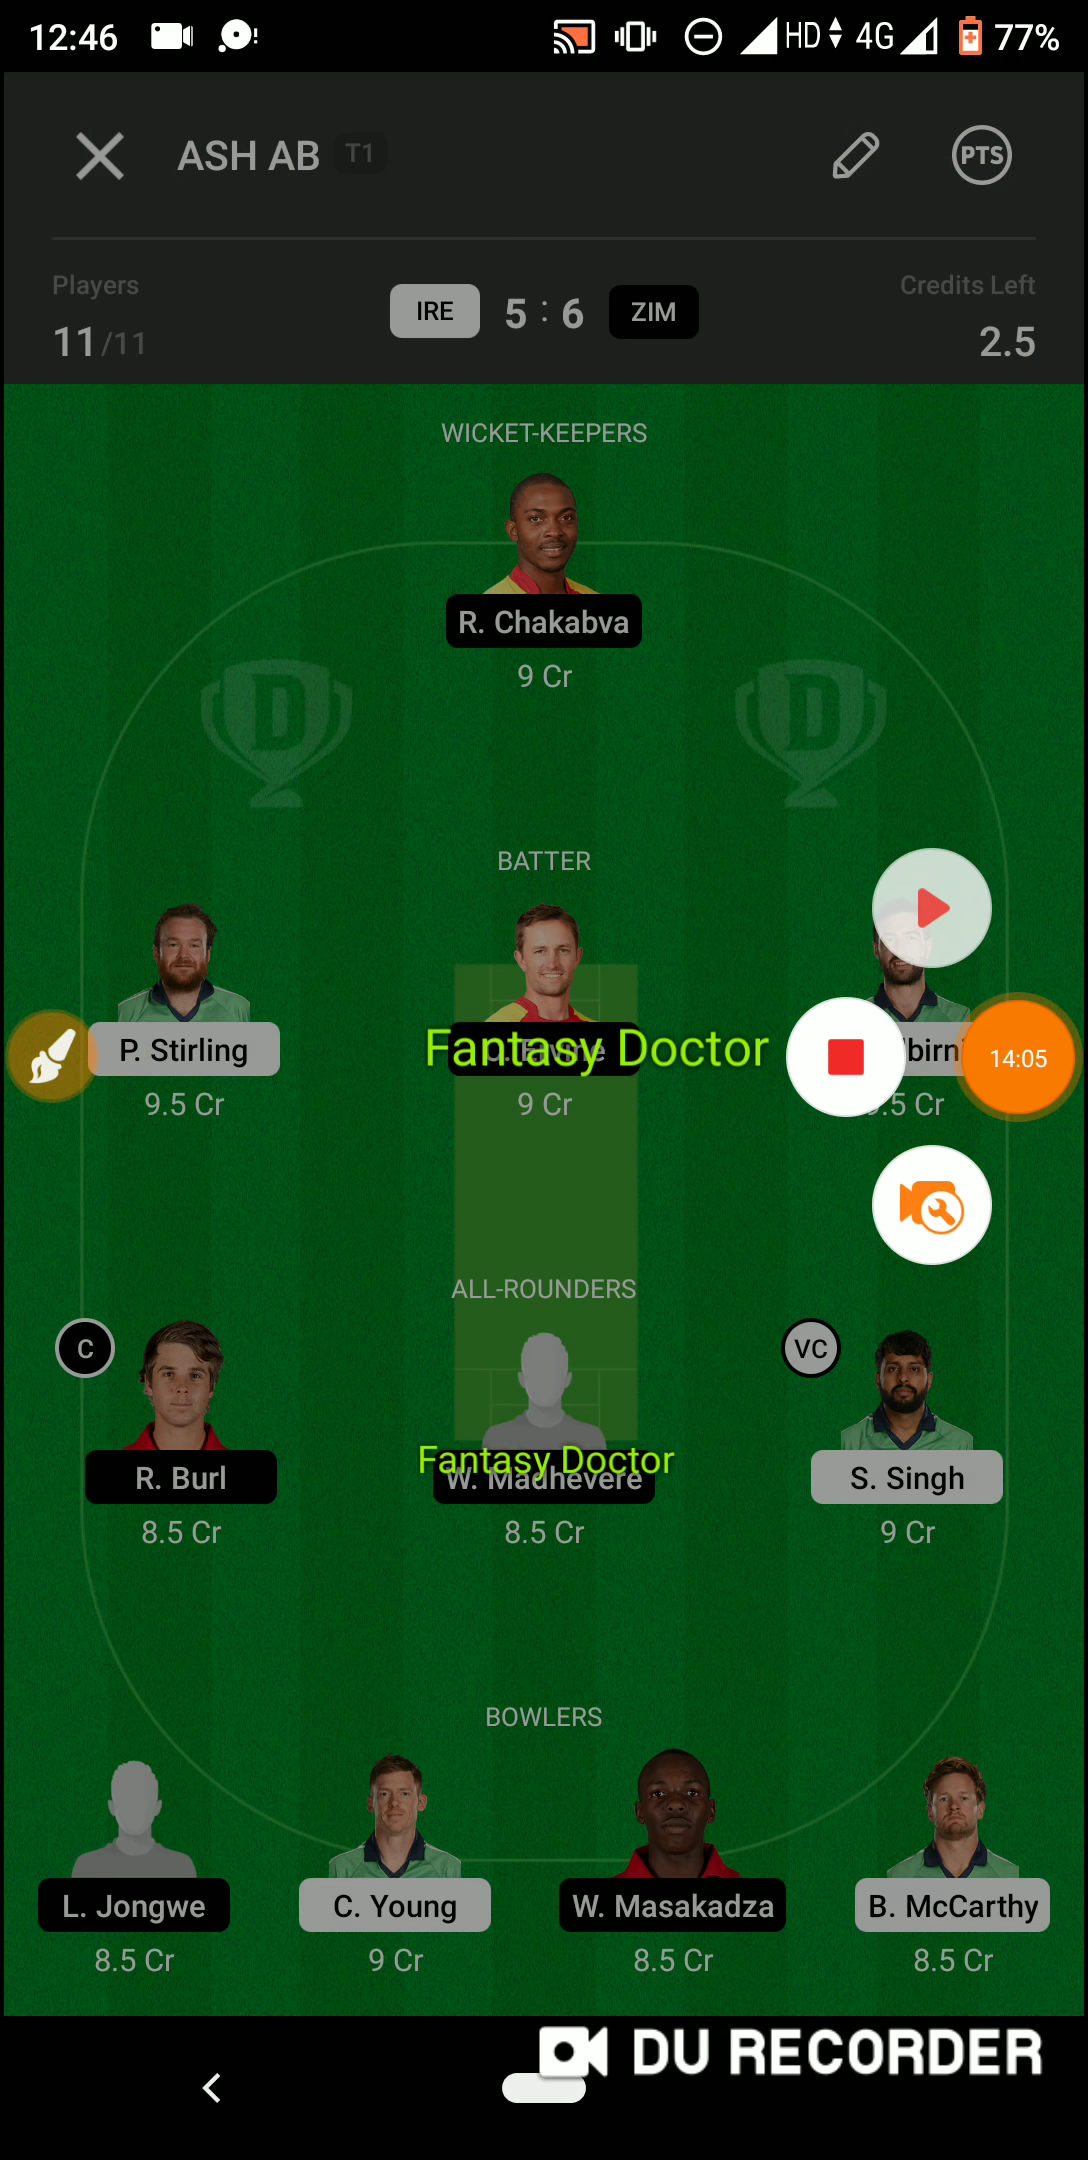 12:46 HD 4G 77%
ASH AB T1 PTS
Players Credits Left
11/11 IRE 5 : 6 ZIM 2.5
WICKET-KEEPERS
R. Chakabva
9 Cr
BATTER
P. Stirling Fantasy Doctor 14:05
9.5 Cr 9 Cr .5 Cr
ALL-ROUNDERS
C VC
Fantasy Doctor
R. Burl W. Madhevere S. Singh
8.5 Cr 8.5 Cr 9 Cr
BOWLERS
L. Jongwe C. Young W. Masakadza B. McCarthy
8.5 Cr 9 Cr 8.5 Cr 8.5 Cr
DU RECORDER